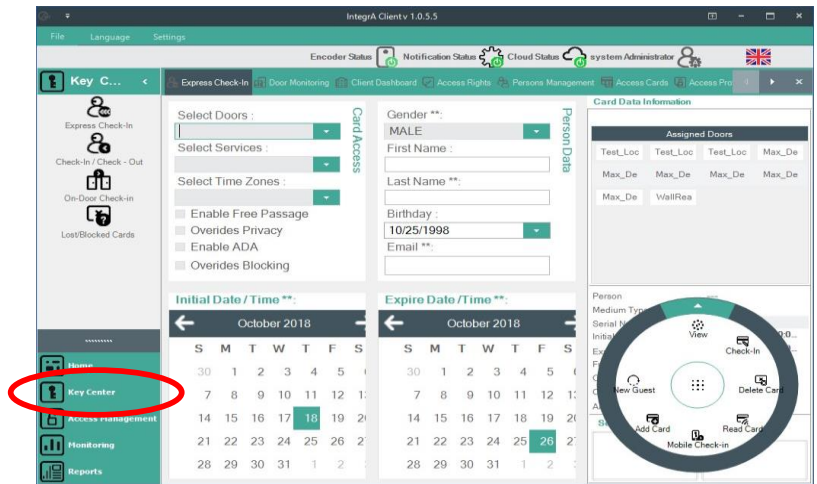 IntegrA Client v 1.0.5.5
File Language Settings
Encoder Status Notification Status Cloud Status system Administrator
Key C... <
Express Check-In Door Monitoring Client Dashboard Access Rights Persons Management Access Cards Access Pro
Express Check-In
Check-In / Check - Out
On-Door Check-in
Lost/Blocked Cards
Home
Key Center
Access Management
Monitoring
Reports
Select Doors :
Select Services :
Select Time Zones :
Enable Free Passage
Overides Privacy
Enable ADA
Overides Blocking
Card Access
Gender **:
MALE
First Name :
Last Name **:
Birthday :
10/25/1998
Email **:
Person Data
Initial Date / Time **:
October 2018
S M T W T F S
30 1 2 3 4 5
7 8 9 10 11 12
14 15 16 17 18 19
21 22 23 24 25 26
28 29 30 31 1 2
Expire Date /Time **:
October 2018
S M T W T F S
30 1 2 3 4 5
7 8 9 10 11 12
14 15 16 17 18 19
21 22 23 24 25 26
28 29 30 31 1 2
Card Data Information
Assigned Doors
Test_Loc Test_Loc Test_Loc Max_De
Max_De Max_De Max_De Max_De
Max_De WallRea
Person ---
Medium Typ
Serial N
Initia
View
Check-In
Delete Card
Read Card
Mobile Check-in
Add Card
New Guest